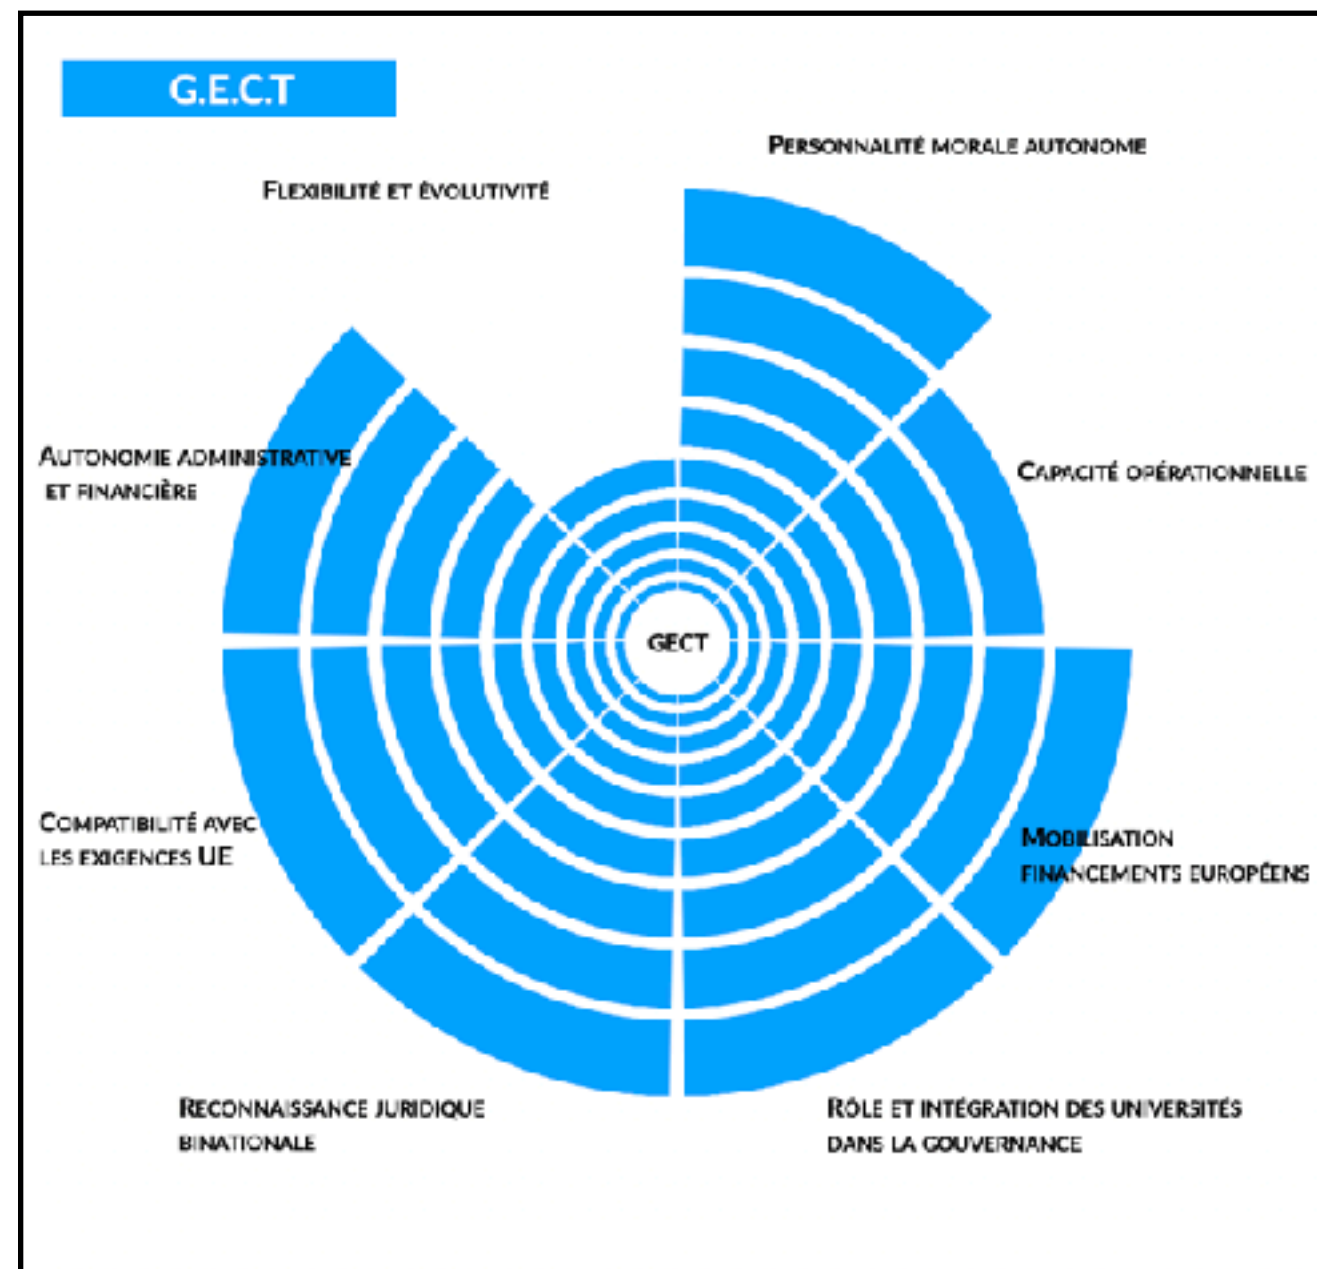 G.E.C.T
Personnalité morale autonome
Flexibilité et évolutivité
Autonomie administrative
et financière
Capacité opérationnelle
GECT
Compatibilité avec
les exigences UE
Mobilisation
financements européens
Reconnaissance juridique
binationale
Rôle et intégration des universités
dans la gouvernance